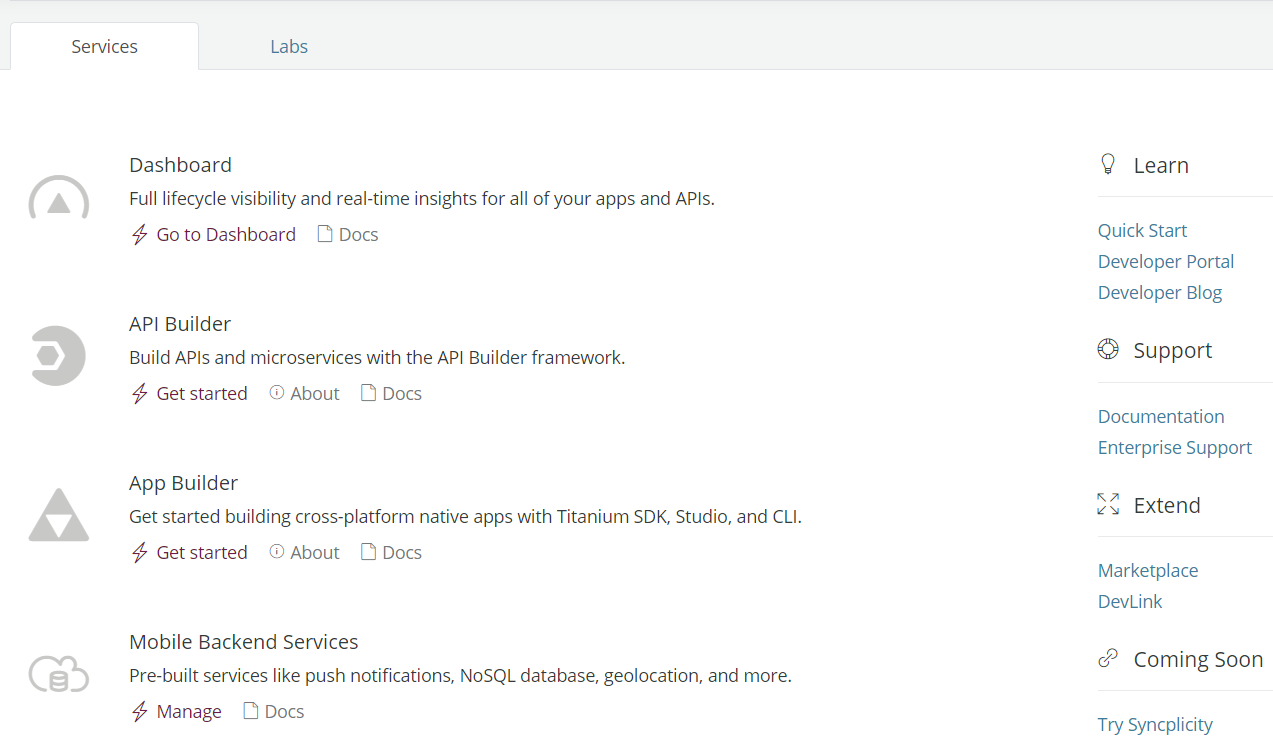 Services
Labs
Dashboard
Full lifecycle visibility and real-time insights for all of your apps and APIs.
Go to Dashboard
Docs
API Builder
Build APIs and microservices with the API Builder framework.
Get started
About
Docs
App Builder
Get started building cross-platform native apps with Titanium SDK, Studio, and CLI.
Get started
About
Docs
Mobile Backend Services
Pre-built services like push notifications, NoSQL database, geolocation, and more.
Manage
Docs
Learn
Quick Start
Developer Portal
Developer Blog
Support
Documentation
Enterprise Support
Extend
Marketplace
DevLink
Coming Soon
Try Syncplicity